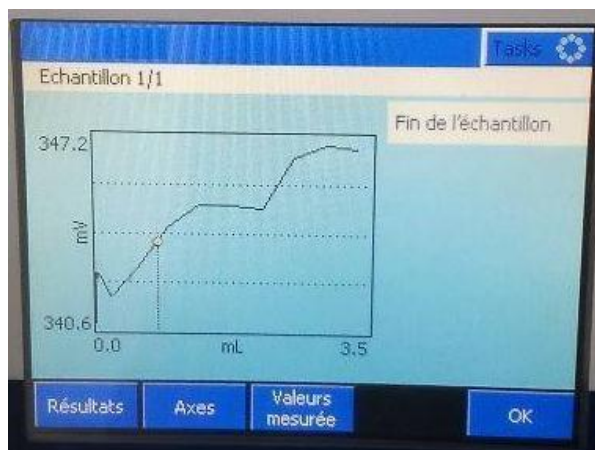 Tasks
Echantillon 1/1
Fin de l'échantillon
347.2
mV
340.6
0.0 mL 3.5
Résultats
Axes
Valeurs
mesurée
OK